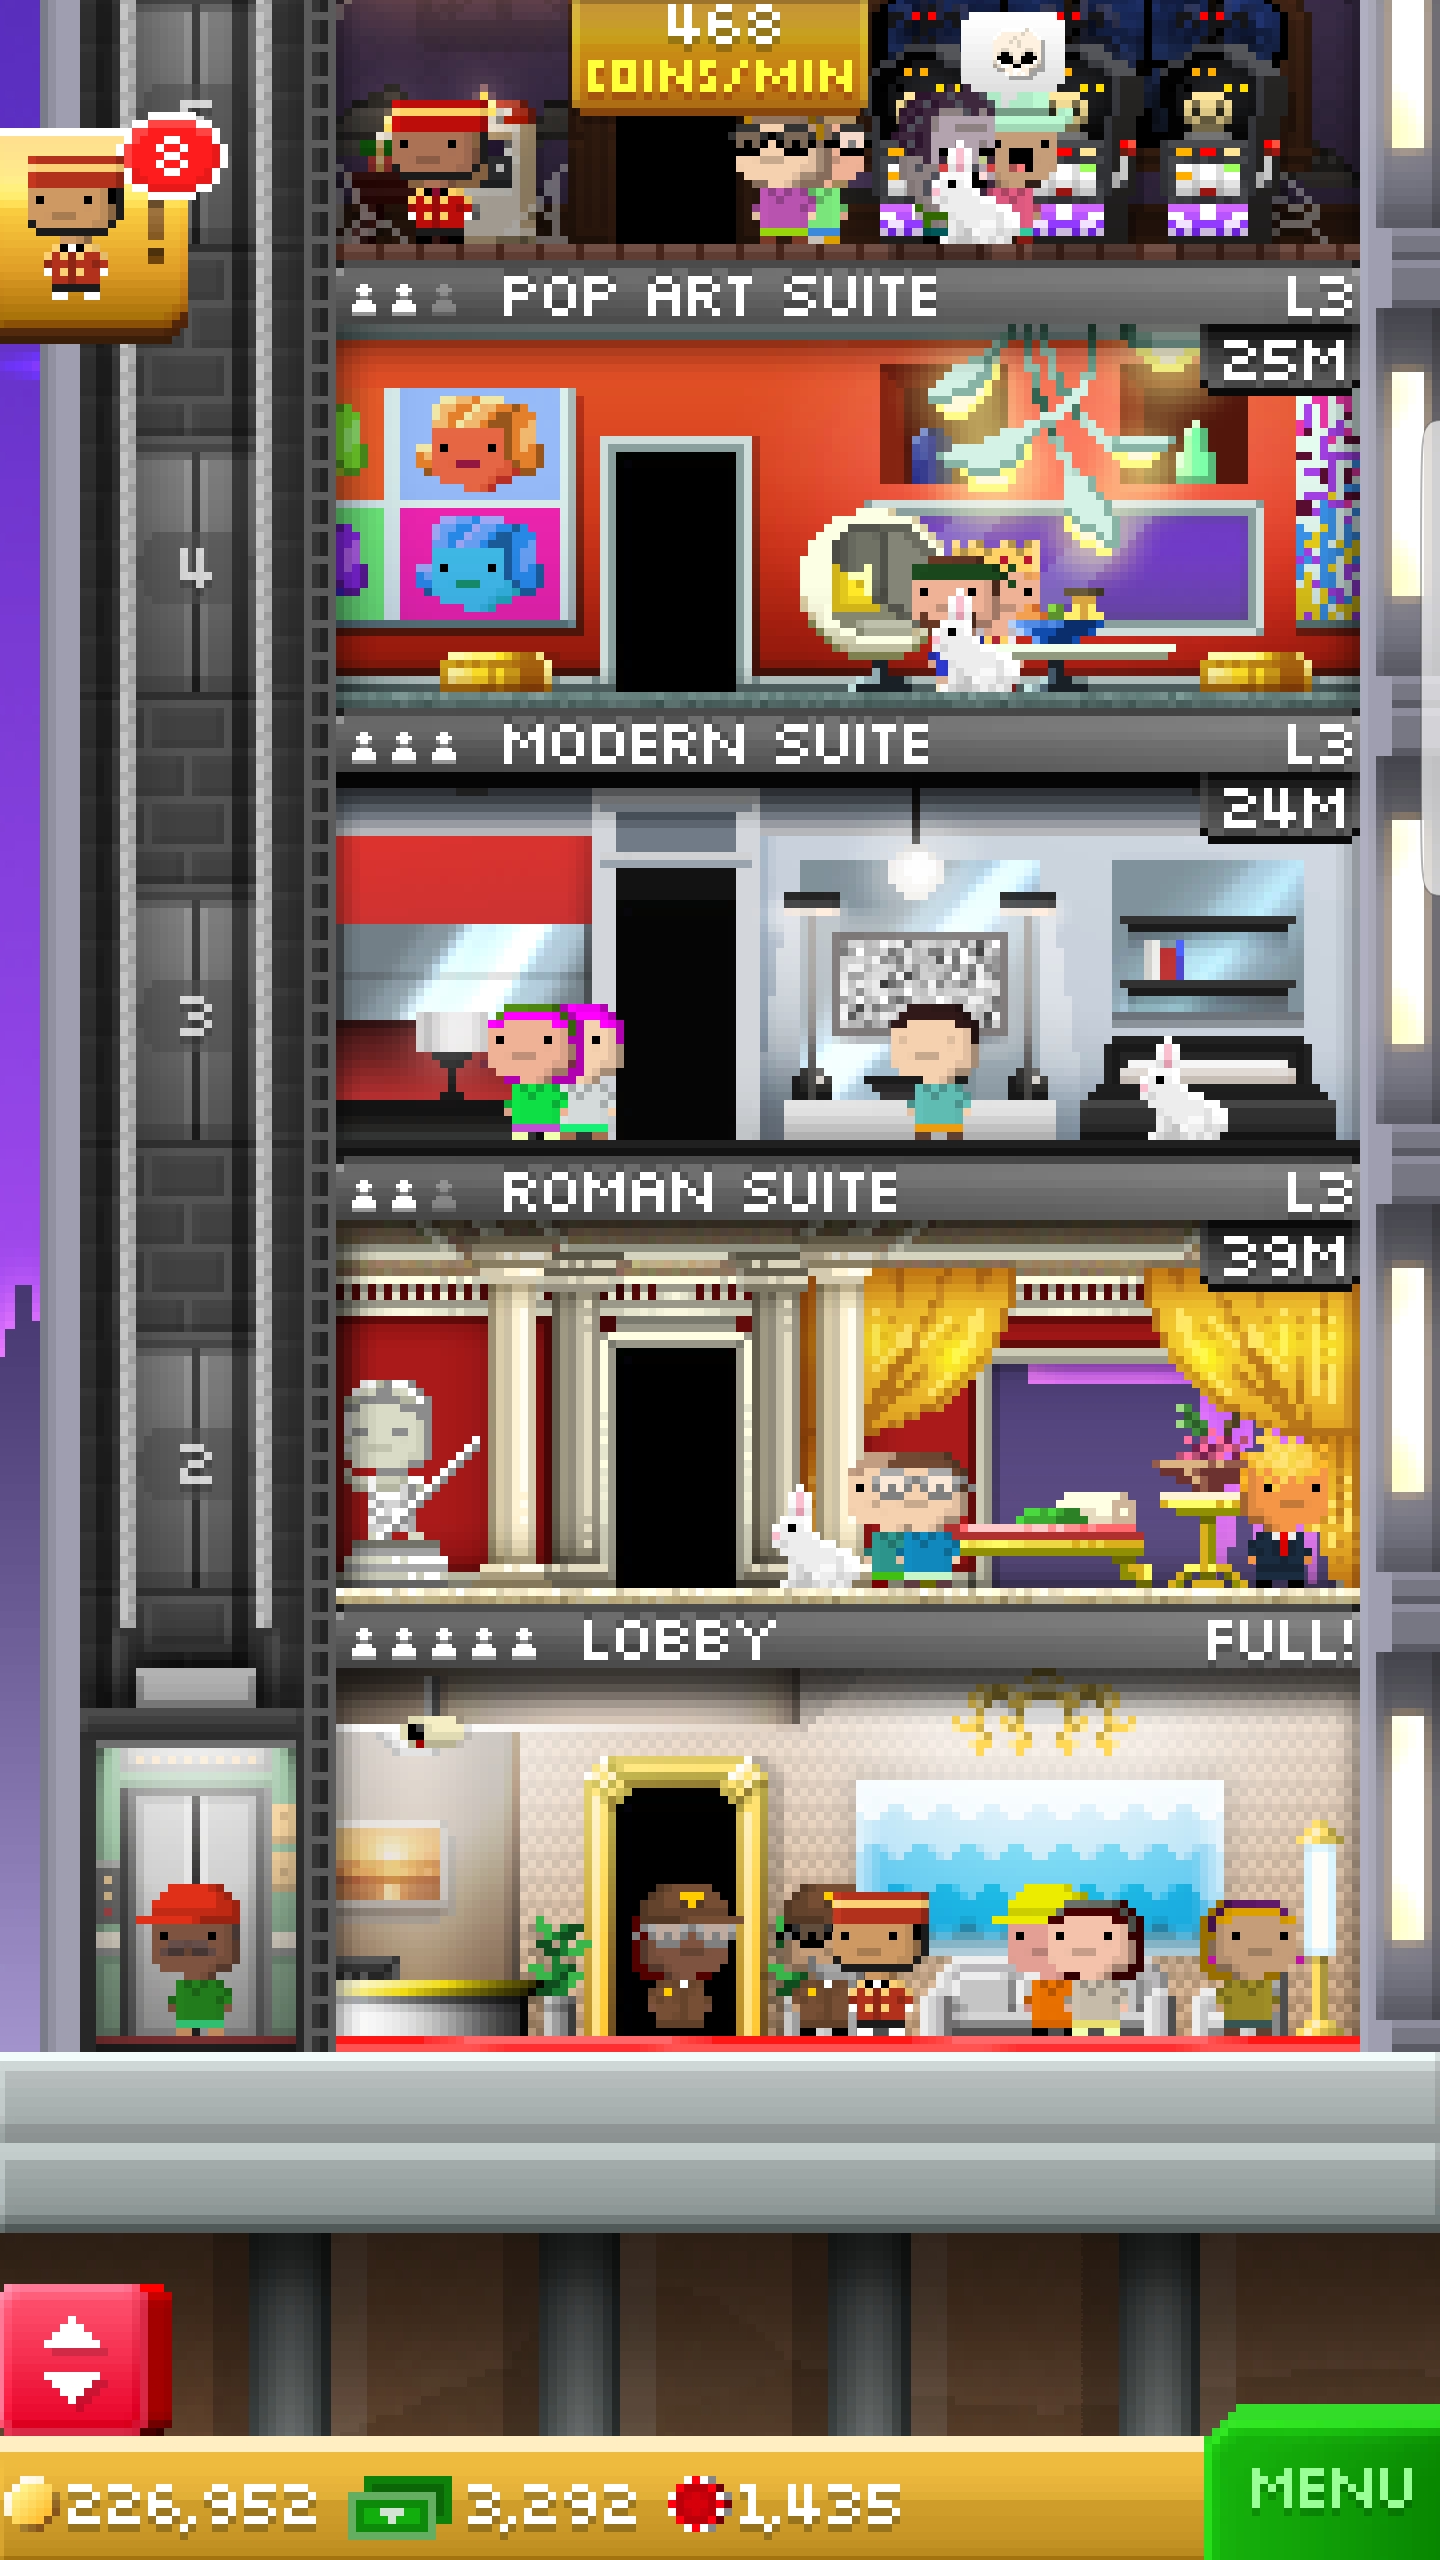 468
COINS/MIN
8
5
POP ART SUITE L3
25M
4
MODERN SUITE L3
24M
3
ROMAN SUITE L3
39M
2
LOBBY FULL!
226,952 3,292 1,435
MENU